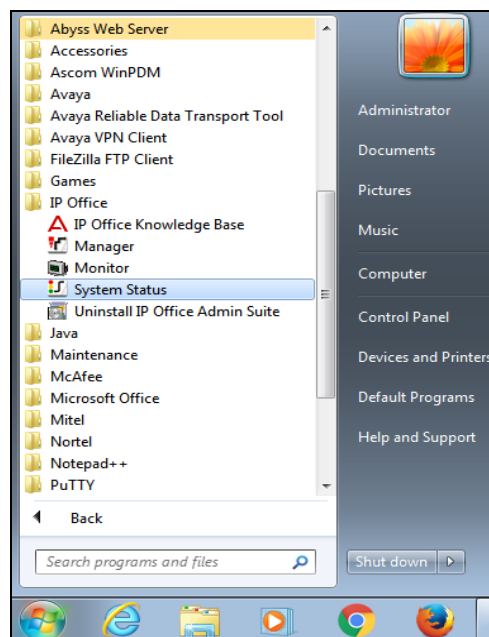 Abyss Web Server
Accessories
Ascom WinPDM
Avaya
Avaya Reliable Data Transport Tool
Avaya VPN Client
FileZilla FTP Client
Games
IP Office
IP Office Knowledge Base
Manager
Monitor
System Status
Uninstall IP Office Admin Suite
Java
Maintenance
McAfee
Microsoft Office
Mitel
Nortel
Notepad++
PuTTY
Back
Search programs and files
Administrator
Documents
Pictures
Music
Computer
Control Panel
Devices and Printers
Default Programs
Help and Support
Shut down